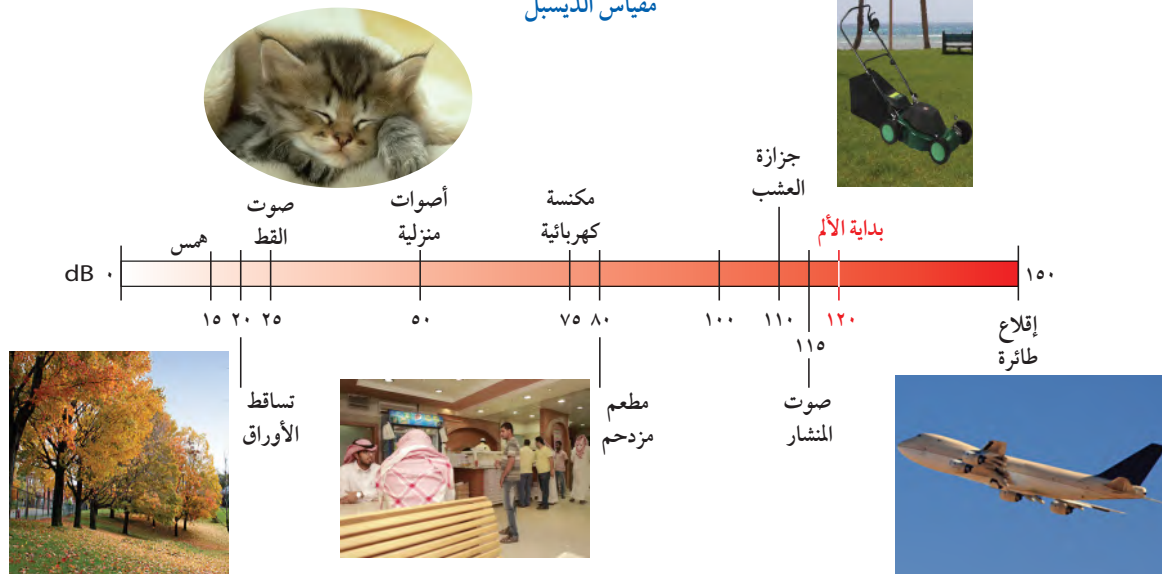 مقياس الديسبل
جزازة
العشب
بداية الألم
مكنسة
كهربائية
أصوات
منزلية
صوت
القط
همس
dB ٠
١٥٠
١٥ ٢٠ ٢٥ ٥٠ ٧٥ ٨٠ ١٠٠ ١١٠ ١٢٠
١١٥
إقلاع
طائرة
صوت
المنشار
مطعم
مزدحم
تساقط
الأوراق